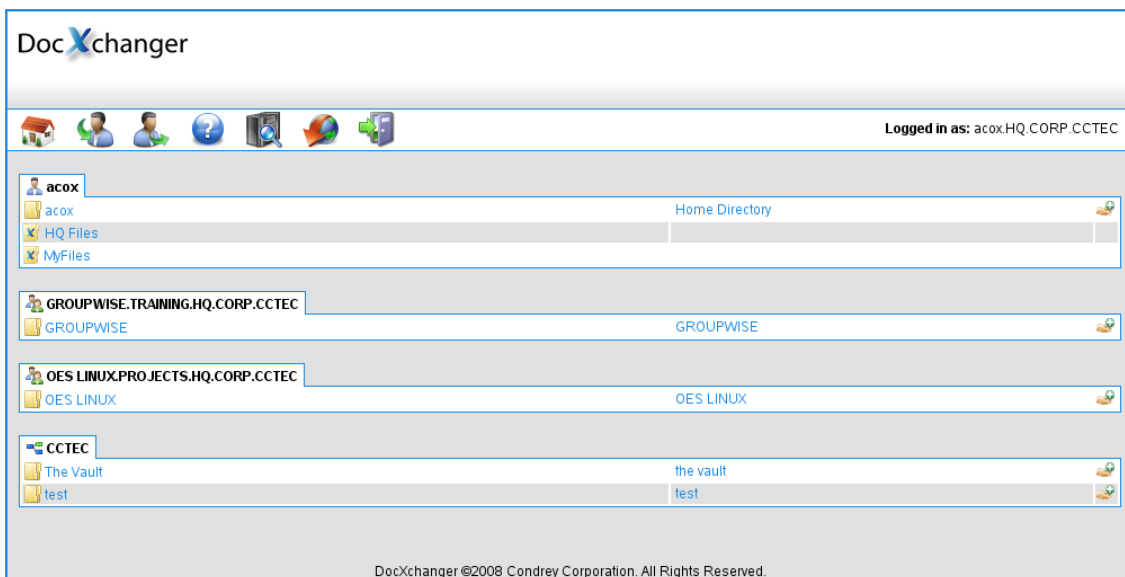 DocXchanger
Logged in as: acox.HQ.CORP.CCTEC
acox
acox Home Directory
HQ Files
MyFiles
GROUPWISE.TRAINING.HQ.CORP.CCTEC
GROUPWISE GROUPWISE
OES LINUX.PROJECTS.HQ.CORP.CCTEC
OES LINUX OES LINUX
CCTEC
The Vault the vault
test test
DocXchanger ©2008 Condrey Corporation. All Rights Reserved.